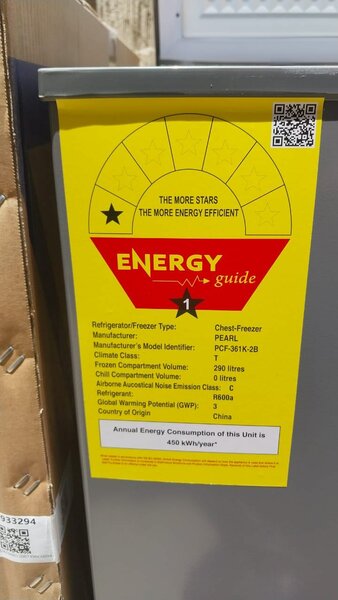 THE MORE STARS
THE MORE ENERGY EFFICIENT
ENERGY
guide
1
Refrigerator/Freezer Type: Chest-Freezer
Manufacturer: PEARL
Manufacturer's Model Identifier: PCF-361K-2B
Climate Class: T
Frozen Compartment Volume: 290 litres
Chill Compartment Volume: 0 litres
Airborne Aucostical Noise Emission Class: C
Refrigerant: R600a
Global Warming Potential (GWP): 3
Country of Origin China
Annual Energy Consumption of this Unit is
450 kWh/year*
933294